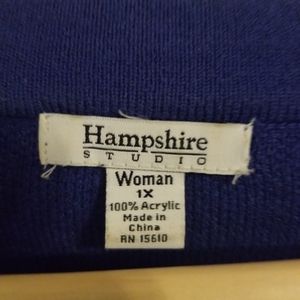 Hampshire
STUDIO
Woman
1X
100% Acrylic
Made in
China
RN 15610